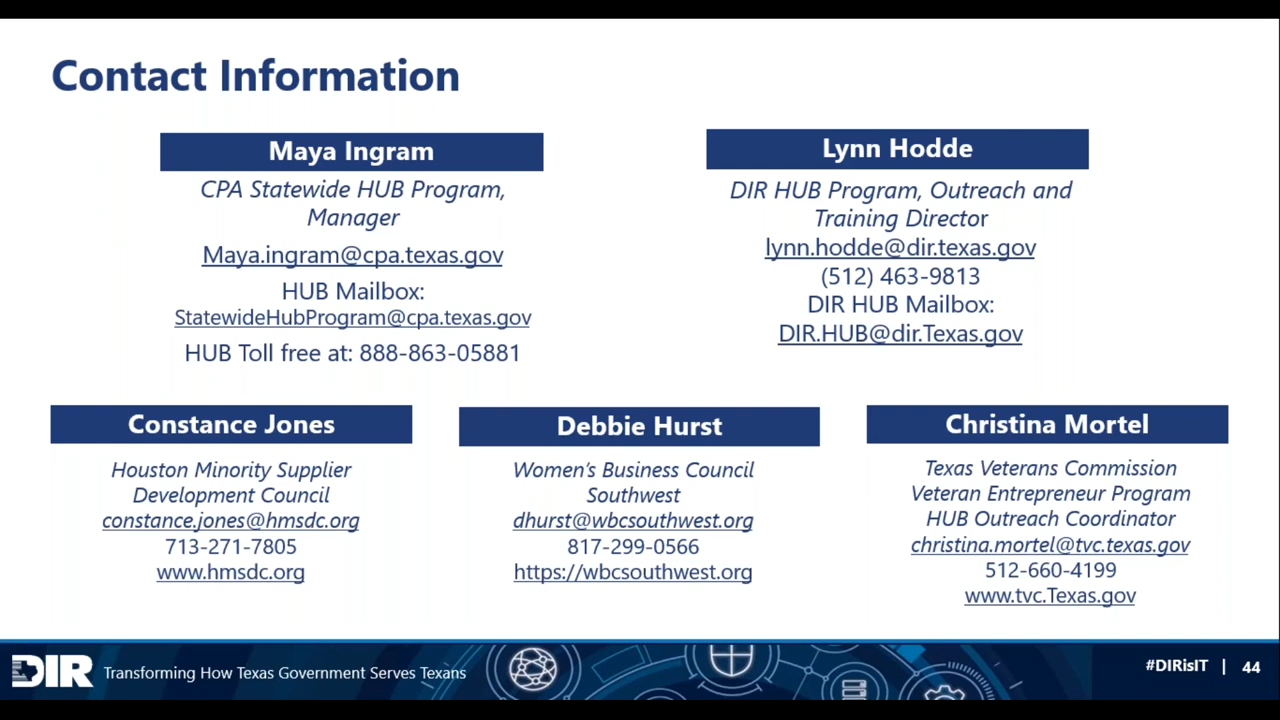 Contact Information
Maya Ingram
CPA Statewide HUB Program,
Manager
Maya.ingram@cpa.texas.gov
HUB Mailbox:
StatewideHubProgram@cpa.texas.gov
HUB Toll free at: 888-863-05881
Lynn Hodde
DIR HUB Program, Outreach and
Training Director
lynn.hodde@dir.texas.gov
(512) 463-9813
DIR HUB Mailbox:
DIR.HUB@dir.Texas.gov
Constance Jones
Houston Minority Supplier
Development Council
constance.jones@hmsdc.org
713-271-7805
www.hmsdc.org
Debbie Hurst
Women's Business Council
Southwest
dhurst@wbcsouthwest.org
817-299-0566
https://wbcsouthwest.org
Christina Mortel
Texas Veterans Commission
Veteran Entrepreneur Program
HUB Outreach Coordinator
christina.mortel@tvc.texas.gov
512-660-4199
www.tvc.Texas.gov
DIR Transforming How Texas Government Serves Texans
#DIRisIT | 44